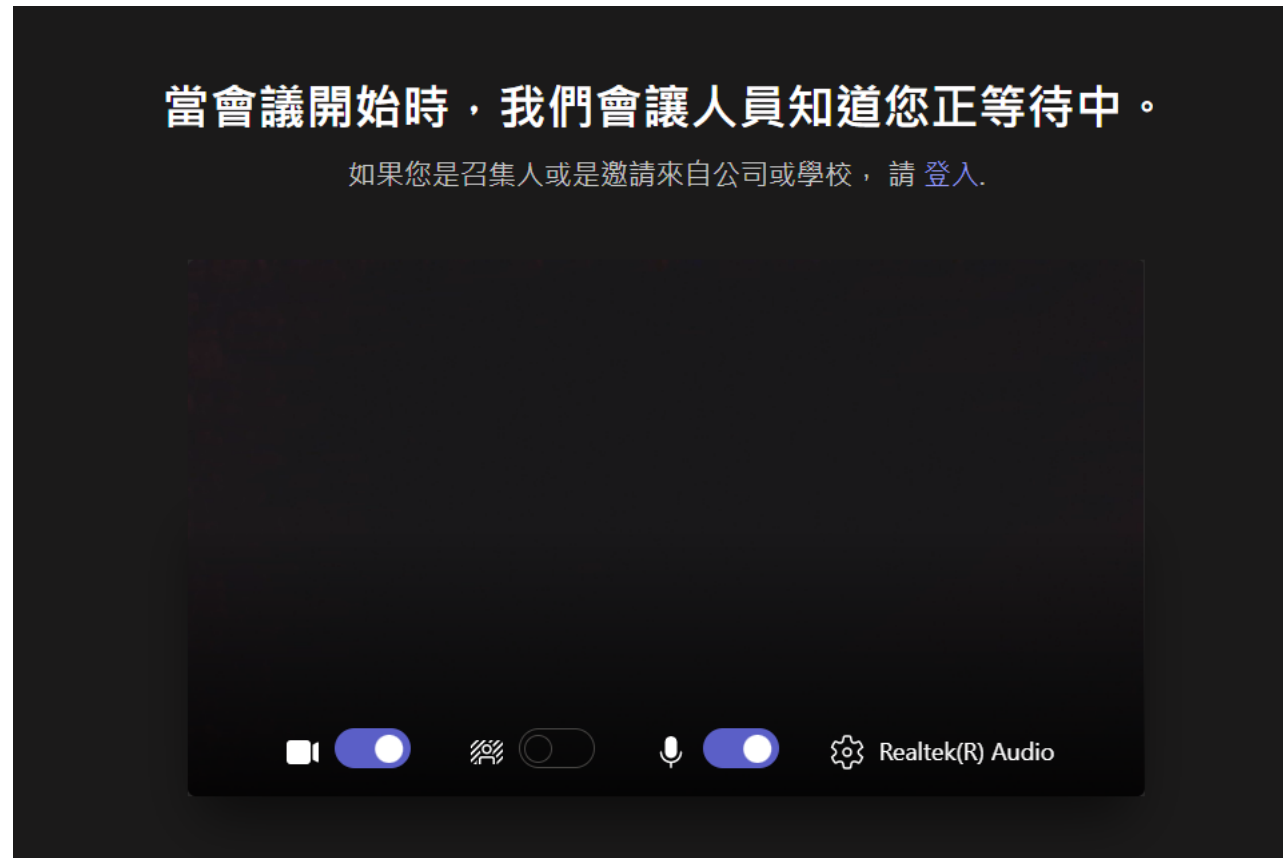 當會議開始時，我們會讓人員知道您正等待中。
如果您是召集人或是邀請來自公司或學校， 請 登入.
Realtek(R) Audio